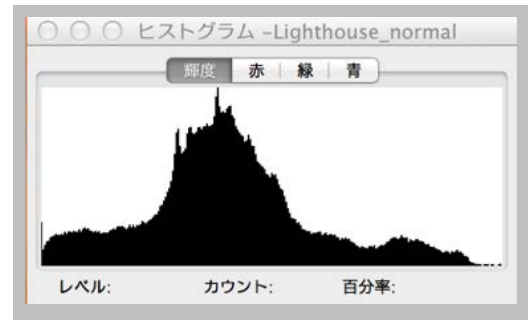 ヒストグラム –Lighthouse_normal
輝度 赤 緑 青
レベル: カウント: 百分率: